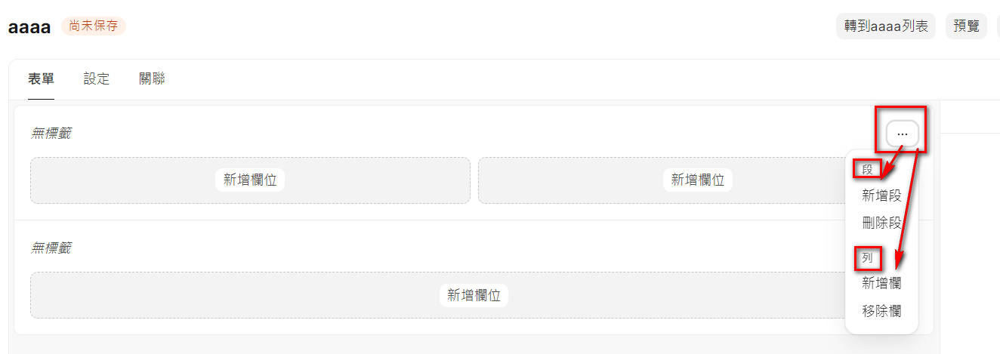 aaaa 尚未保存 轉到aaaa列表 預覽
表單 設定 關聯
無標籤
...
新增欄位 新增欄位
段
新增段
刪除段
無標籤
列
新增欄
新增欄位
移除欄